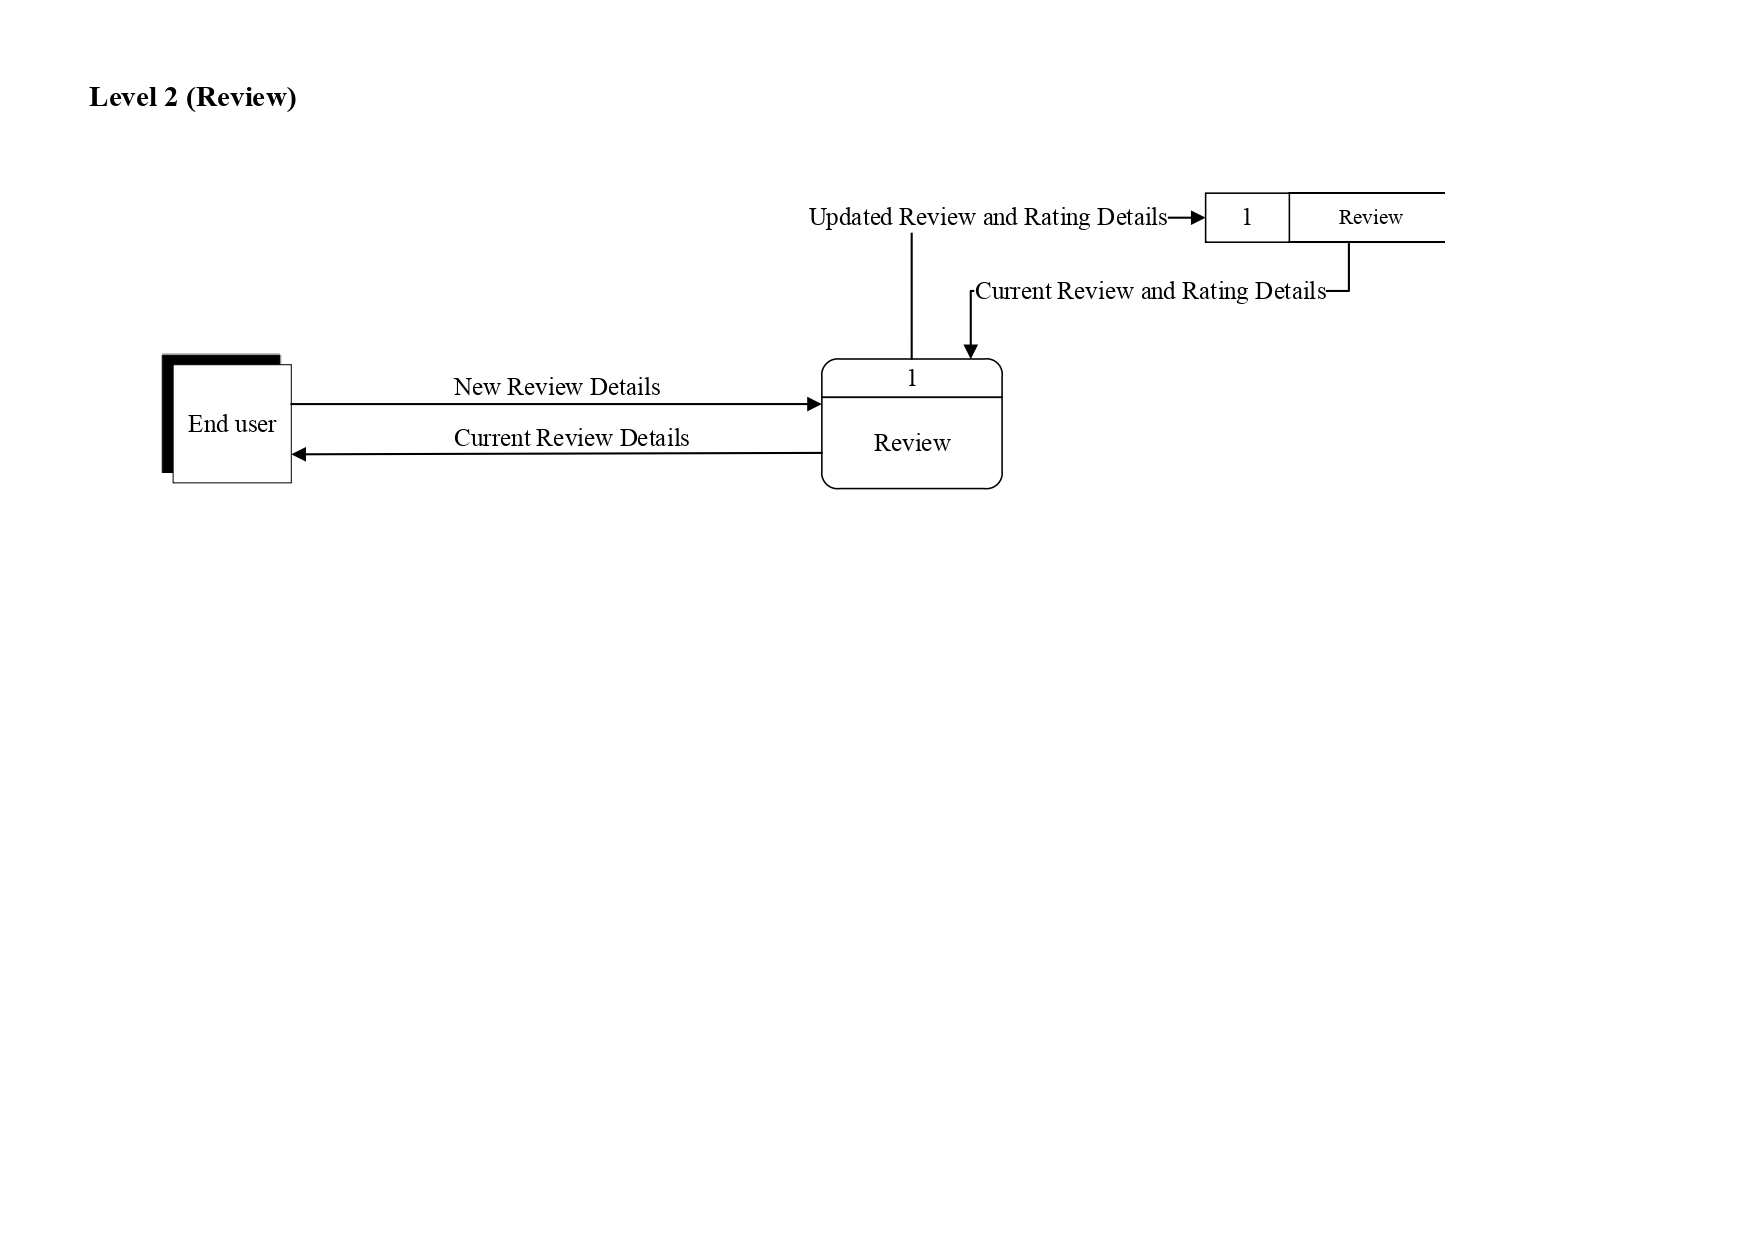 Level 2 (Review)
Updated Review and Rating Details
1
Review
Current Review and Rating Details
New Review Details
1
End user
Current Review Details
Review